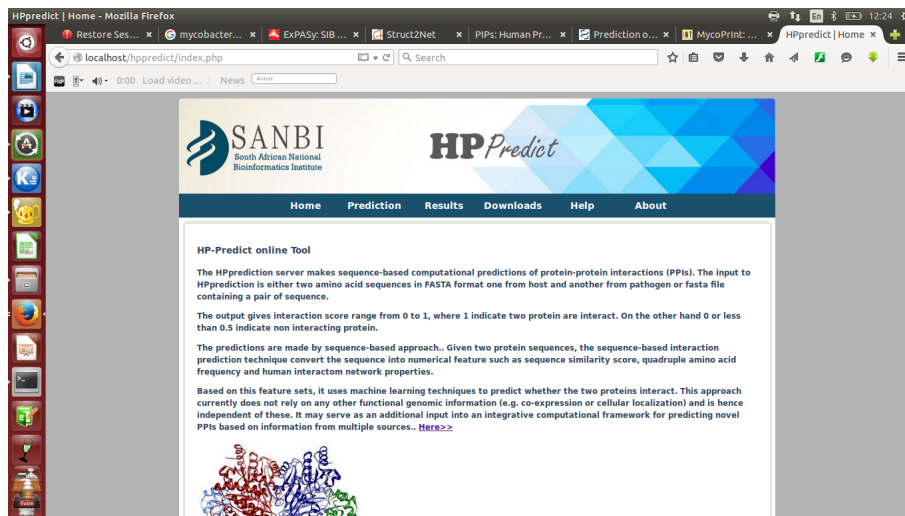 HPpredict | Home - Mozilla Firefox
En
12:24
Restore Ses... ×
mycobacter... ×
ExPASy: SIB ... ×
Struct2Net ×
PIPs: Human Pr... ×
Prediction o... ×
MycoPrInt: ... ×
HPpredict | Home ×
localhost/hppredict/index.php
Search
0:00 Load video ... News Active
SANBI
South African National
Bioinformatics Institute
HP Predict
Home Prediction Results Downloads Help About
HP-Predict online Tool
The HPprediction server makes sequence-based computational predictions of protein-protein interactions (PPIs). The input to
HPprediction is either two amino acid sequences in FASTA format one from host and another from pathogen or fasta file
containing a pair of sequence.
The output gives interaction score range from 0 to 1, where 1 indicate two protein are interact. On the other hand 0 or less
than 0.5 indicate non interacting protein.
The predictions are made by sequence-based approach.. Given two protein sequences, the sequence-based interaction
prediction technique convert the sequence into numerical feature such as sequence similarity score, quadruple amino acid
frequency and human interactom network properties.
Based on this feature sets, it uses machine learning techniques to predict whether the two proteins interact. This approach
currently does not rely on any other functional genomic information (e.g. co-expression or cellular localization) and is hence
independent of these. It may serve as an additional input into an integrative computational framework for predicting novel
PPIs based on information from multiple sources.. Here>>